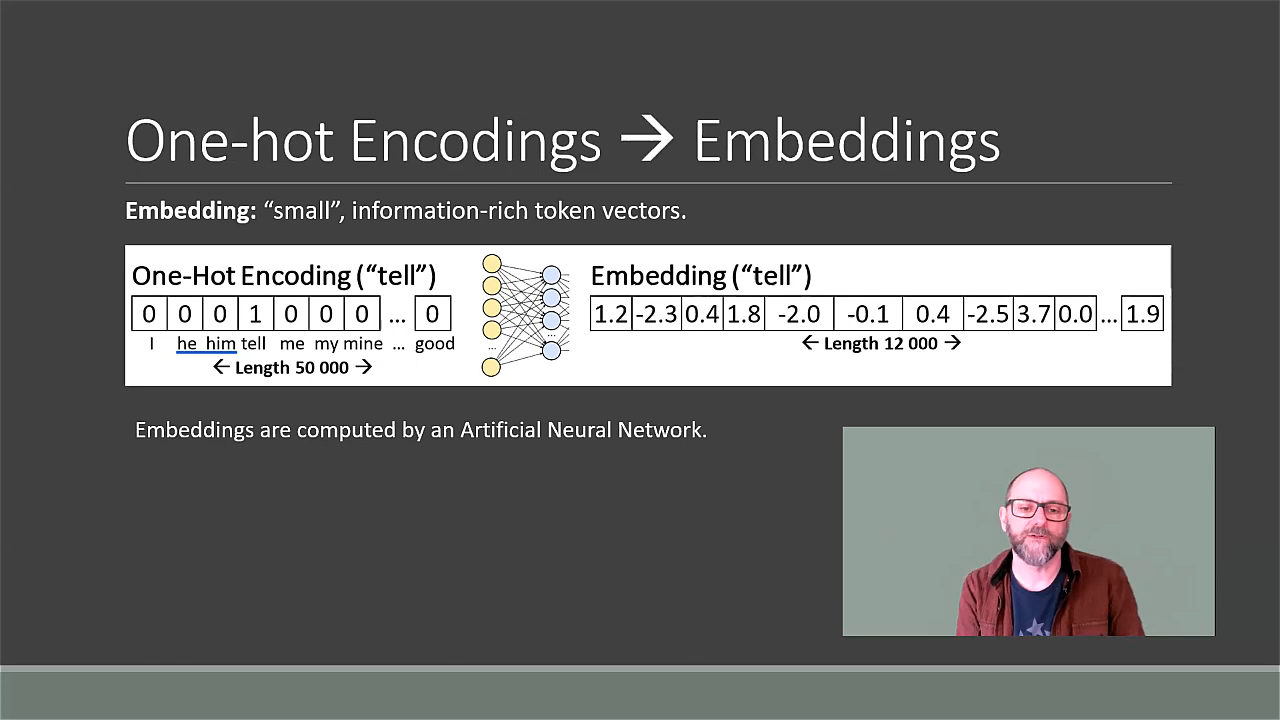 One-hot Encodings → Embeddings
Embedding: “small”, information-rich token vectors.
One-Hot Encoding (“tell”)
0 0 0 1 0 0 0 ... 0
I he him tell me my mine ... good
← Length 50 000 →
...
...
Embedding (“tell”)
1.2 -2.3 0.4 1.8 -2.0 -0.1 0.4 -2.5 3.7 0.0 ... 1.9
← Length 12 000 →
Embeddings are computed by an Artificial Neural Network.